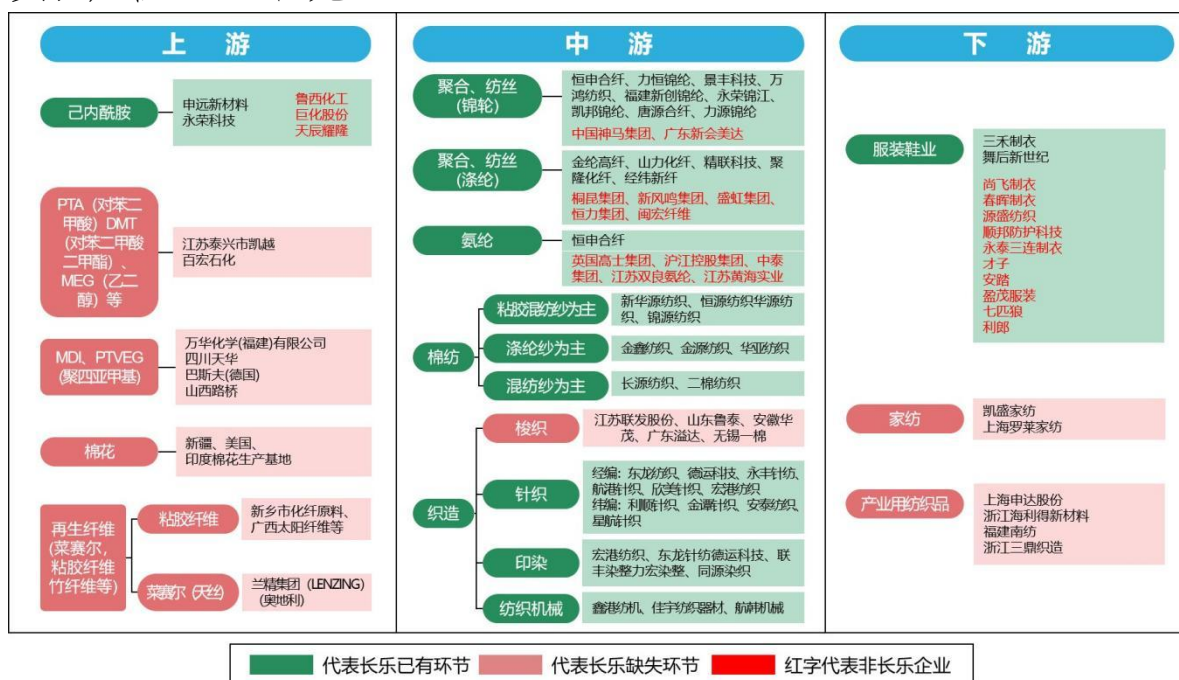 上 游
己内酰胺
申远新材料
永荣科技
鲁西化工
巨化股份
天辰耀隆
PTA (对苯二
甲酸) DMT
(对苯二甲酸
二甲酯) 、
MEG (乙二
醇) 等
江苏泰兴市凯越
百宏石化
MDI、PTVEG
(聚四亚甲基)
万华化学(福建)有限公司
四川天华
巴斯夫(德国)
山西路桥
棉花
新疆、美国、
印度棉花生产基地
再生纤维
(莱赛尔,
粘胶纤维
竹纤维等)
粘胶纤维
新乡市化纤原料、
广西太阳纤维等
莱赛尔 (天丝)
兰精集团 (LENZING)
(奥地利)
中 游
聚合、纺丝
(锦轮)
恒申合纤、力恒锦纶、景丰科技、万
鸿纺织、福建新创锦纶、永荣锦江、
凯邦锦纶、唐源合纤、力源锦纶
中国神马集团、广东新会美达
聚合、纺丝
(涤纶)
金纶高纤、山力化纤、精联科技、聚
隆化纤、经纬新纤
桐昆集团、新风鸣集团、盛虹集团、
恒力集团、闽宏纤维
氨纶
恒申合纤
英国高士集团、沪江控股集团、中泰
集团、江苏双良氨纶、江苏黄海实业
棉纺
粘胶混纺纱为主
新华源纺织、恒源纺织华源纺
织、锦源纺织
涤纶纱为主
金鑫纺织、金源纺织、华亚纺织
混纺纱为主
长源纺织、二棉纺织
织造
梭织
江苏联发股份、山东鲁泰、安徽华
茂、广东溢达、无锡一棉
针织
经编: 东龙纺织、德运科技、永丰针纺、
航港针织、欣美针织、宏港纺织
纬编: 利顺针织、金源针织、安泰纺织、
星航针织
印染
宏港纺织、东龙针纺德运科技、联
丰染整力宏染整、同源染织
纺织机械
鑫港纺机、佳宇纺织器材、航韩机械
下 游
服装鞋业
三禾制衣
舞后新世纪
尚飞制衣
春晖制衣
源盛纺织
顺邦防护科技
永泰三连制衣
才子
安踏
盈茂服装
七匹狼
利郎
家纺
凯盛家纺
上海罗莱家纺
产业用纺织品
上海申达股份
浙江海利得新材料
福建南纺
浙江三鼎织造
代表长乐已有环节
代表长乐缺失环节
红字代表非长乐企业